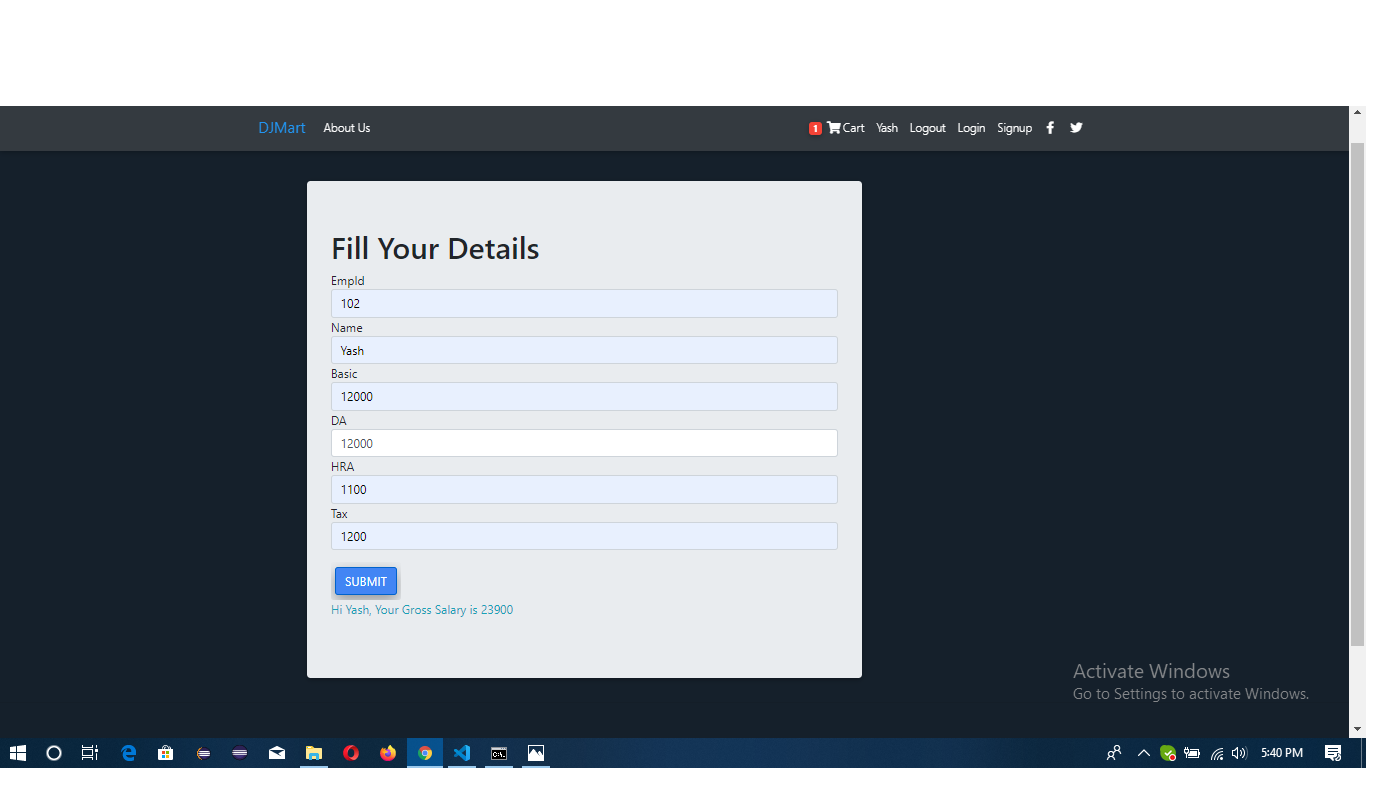 DJMart About Us 1 Cart Yash Logout Login Signup
Fill Your Details
EmpId
102
Name
Yash
Basic
12000
DA
12000
HRA
1100
Tax
1200
SUBMIT
Hi Yash, Your Gross Salary is 23900
Activate Windows
Go to Settings to activate Windows.
5:40 PM